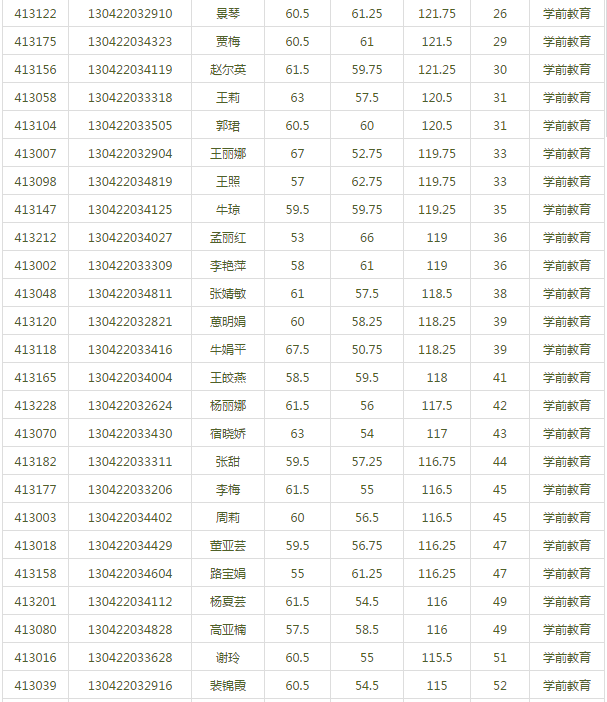 413122 130422032910 景琴 60.5 61.25 121.75 26 学前教育
413175 130422034323 贾梅 60.5 61 121.5 29 学前教育
413156 130422034119 赵尔英 61.5 59.75 121.25 30 学前教育
413058 130422033318 王莉 63 57.5 120.5 31 学前教育
413104 130422033505 郭珺 60.5 60 120.5 31 学前教育
413007 130422032904 王丽娜 67 52.75 119.75 33 学前教育
413098 130422034819 王照 57 62.75 119.75 33 学前教育
413147 130422034125 牛琼 59.5 59.75 119.25 35 学前教育
413212 130422034027 孟丽红 53 66 119 36 学前教育
413002 130422033309 李艳萍 58 61 119 36 学前教育
413048 130422034811 张婧敏 61 57.5 118.5 38 学前教育
413120 130422032821 蒽明娟 60 58.25 118.25 39 学前教育
413118 130422033416 牛娟平 67.5 50.75 118.25 39 学前教育
413165 130422034004 王皎燕 58.5 59.5 118 41 学前教育
413228 130422032624 杨丽娜 61.5 56 117.5 42 学前教育
413070 130422033430 宿晓娇 63 54 117 43 学前教育
413182 130422033311 张甜 59.5 57.25 116.75 44 学前教育
413177 130422033206 李梅 61.5 55 116.5 45 学前教育
413003 130422034402 周莉 60 56.5 116.5 45 学前教育
413018 130422034429 亚芸 59.5 56.75 116.25 47 学前教育
413158 130422034604 路宝娟 55 61.25 116.25 47 学前教育
413201 130422034112 杨夏芸 61.5 54.5 116 49 学前教育
413080 130422034828 高亚楠 57.5 58.5 116 49 学前教育
413016 130422033628 谢玲 60.5 55 115.5 51 学前教育
413039 130422032916 裴锦霞 60.5 54.5 115 52 学前教育